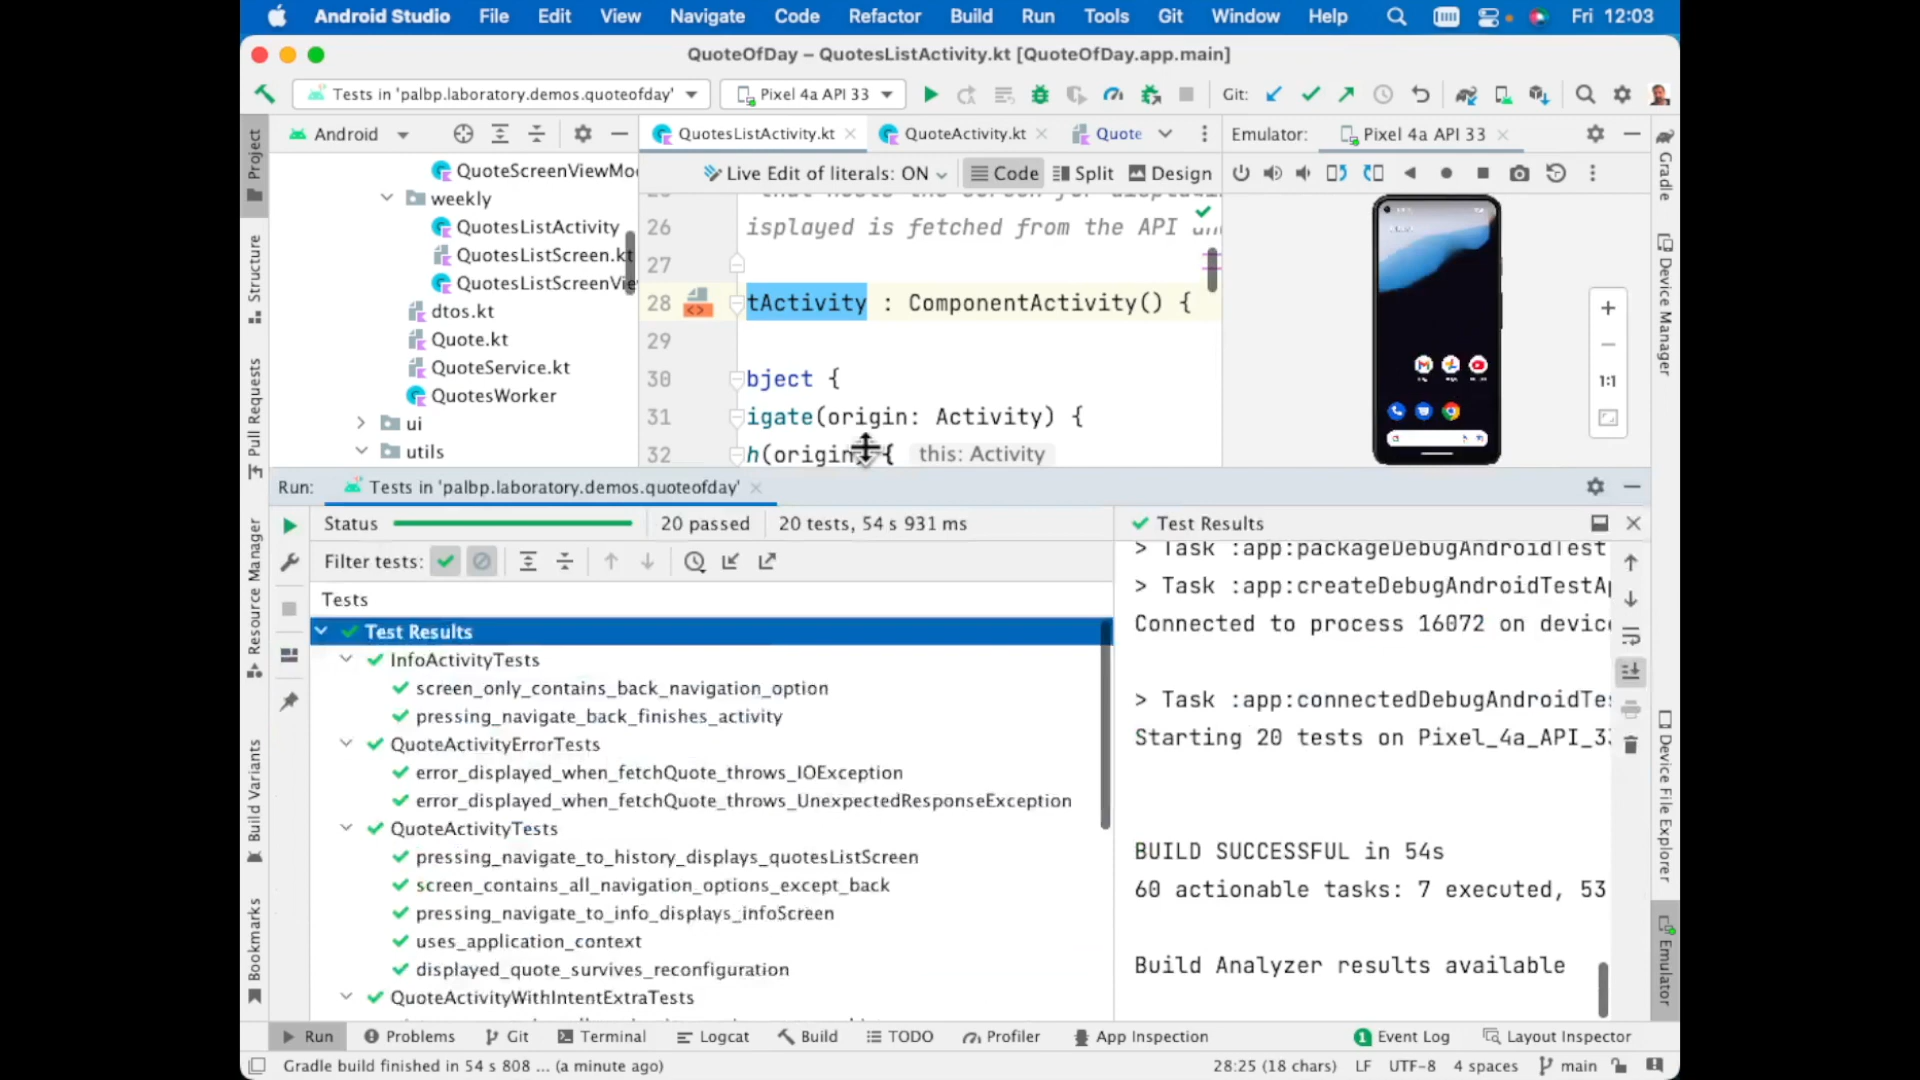 Android Studio File Edit View Navigate Code Refactor Build Run Tools Git Window Help Fri 12:03
QuoteOfDay – QuotesListActivity.kt [QuoteOfDay.app.main]
Tests in 'palbp.laboratory.demos.quoteofday' Pixel 4a API 33 Git:
Android QuotesListActivity.kt QuoteActivity.kt Quote Emulator: Pixel 4a API 33
Live Edit of literals: ON Code Split Design
QuoteScreenViewMo
weekly
QuotesListActivity
QuotesListScreen.kt
QuotesListScreenVie
dtos.kt
Quote.kt
QuoteService.kt
QuotesWorker
ui
utils
26 isplayed is fetched from the API
27
28 tActivity : ComponentActivity() {
29
30 bject {
31 igate(origin: Activity) {
32 h(origin { this: Activity
1:1
Project
Structure
Pull Requests
Resource Manager
Build Variants
Bookmarks
Gradle
Device Manager
Device File Explorer
Emulator
Run: Tests in 'palbp.laboratory.demos.quoteofday'
Status 20 passed 20 tests, 54 s 931 ms
Filter tests:
Tests
Test Results
InfoActivityTests
screen_only_contains_back_navigation_option
pressing_navigate_back_finishes_activity
QuoteActivityErrorTests
error_displayed_when_fetchQuote_throws_IOException
error_displayed_when_fetchQuote_throws_UnexpectedResponseException
QuoteActivityTests
pressing_navigate_to_history_displays_quotesListScreen
screen_contains_all_navigation_options_except_back
pressing_navigate_to_info_displays_infoScreen
uses_application_context
displayed_quote_survives_reconfiguration
QuoteActivityWithIntentExtraTests
Test Results
> Task :app:packageDebugAndroidTest
> Task :app:createDebugAndroidTestAp
Connected to process 16072 on devic
> Task :app:connectedDebugAndroidTes
Starting 20 tests on Pixel_4a_API_33
BUILD SUCCESSFUL in 54s
60 actionable tasks: 7 executed, 53
Build Analyzer results available
Run Problems Git Terminal Logcat Build TODO Profiler App Inspection 1 Event Log Layout Inspector
Gradle build finished in 54 s 808 ... (a minute ago) 28:25 (18 chars) LF UTF-8 4 spaces main